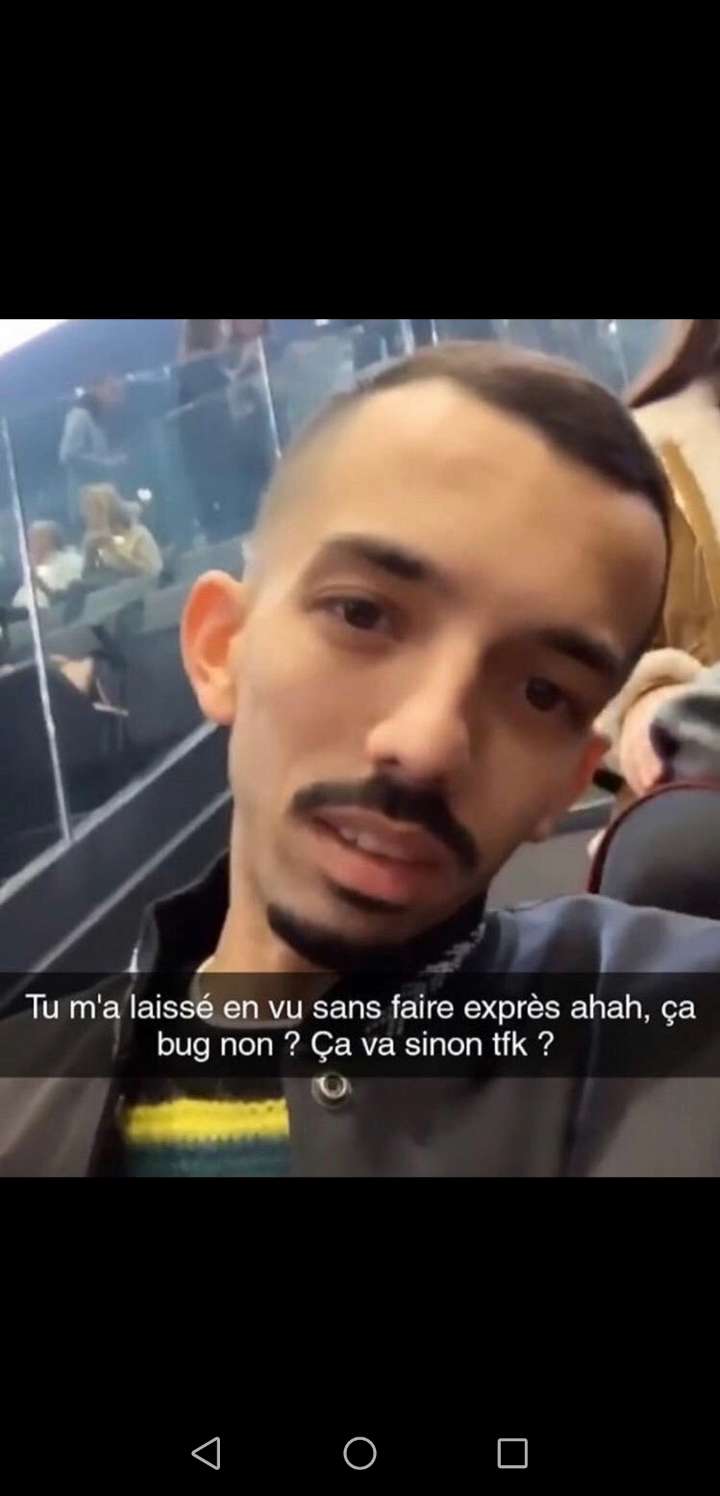 Tu m'a laissé en vu sans faire exprès ahah, ça
bug non ? Ça va sinon tfk ?